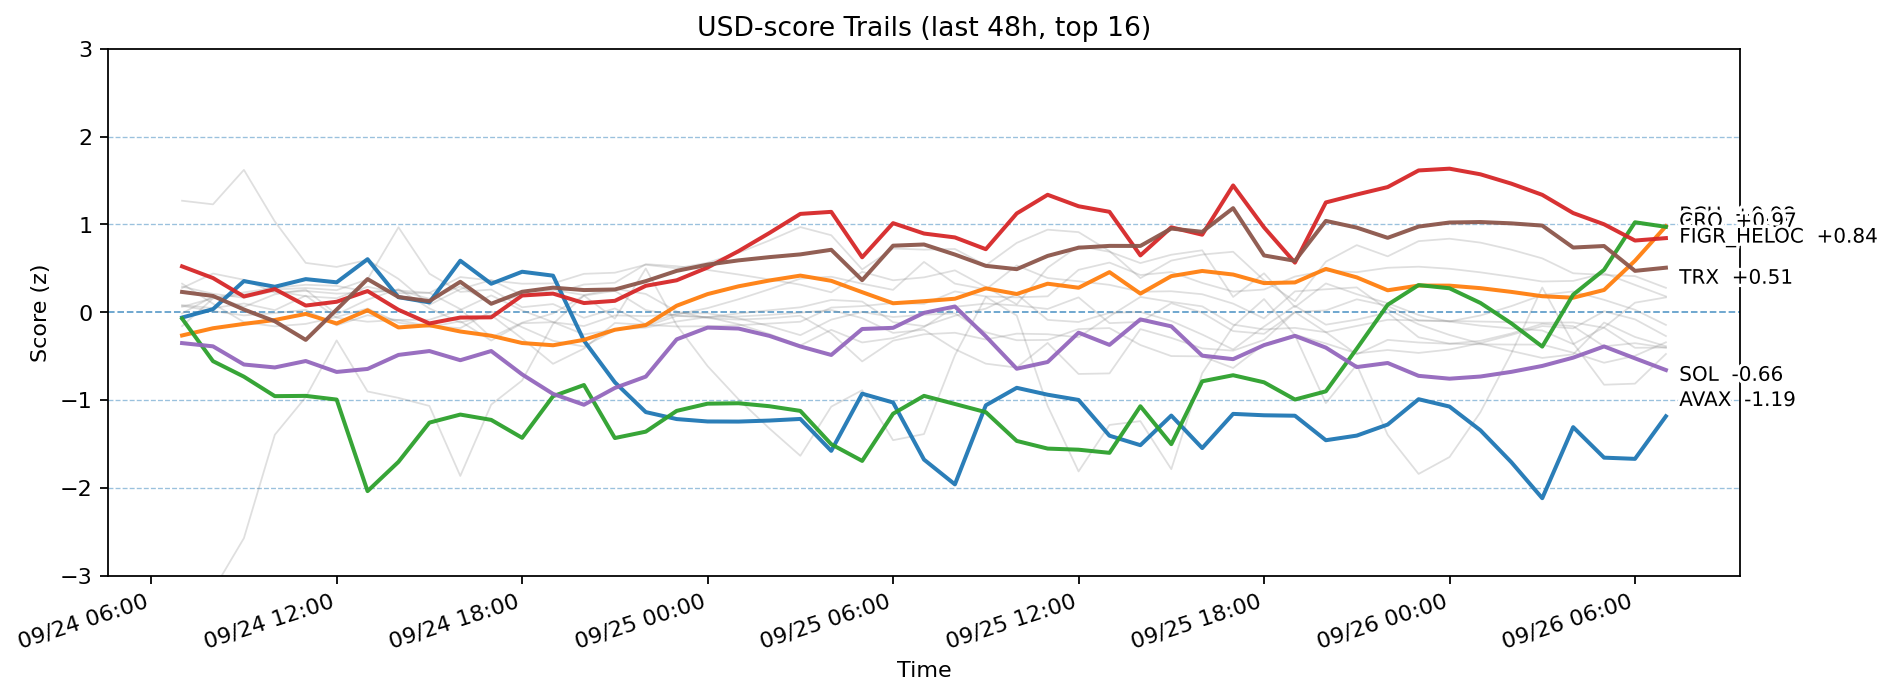 USD-score Trails (last 48h, top 16)
Score (z)
3
2
1
0
−1
−2
−3
CRO +0.97
FIGR_HELOC +0.84
TRX +0.51
SOL -0.66
AVAX -1.19
09/24 06:00
09/24 12:00
09/24 18:00
09/25 00:00
09/25 06:00
09/25 12:00
09/25 18:00
09/26 00:00
09/26 06:00
Time